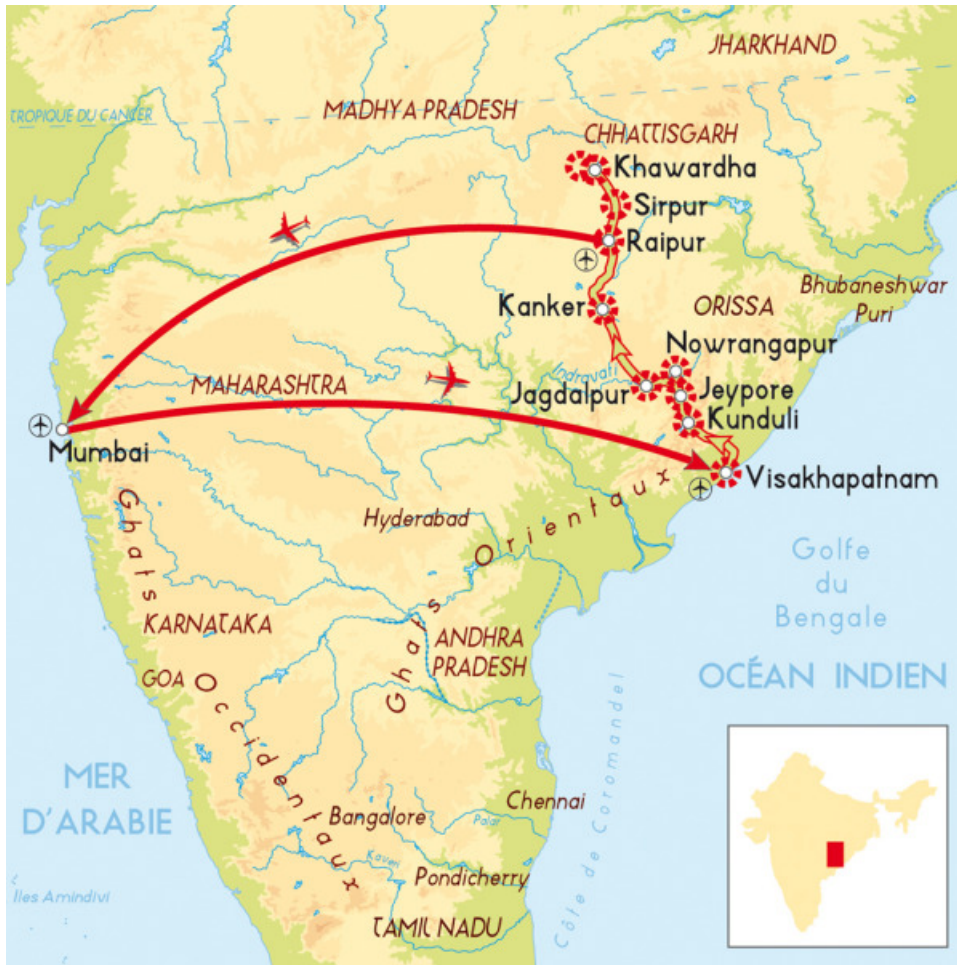 JHARKHAND
MADHYA PRADESH
TROPIQUE DU CANCER
CHHATTISGARH
Khawardha
Sirpur
Raipur
Bhubaneshwar
Puri
Kanker
ORISSA
Nowrangapur
Indravati
MAHARASHTRA
Jagdalpur
Jeypore
Kunduli
Mumbai
Visakhapatnam
Hyderabad
Ghats Orientaux
Golfe
du
Bengale
Ghats Occidentaux
KARNATAKA
ANDHRA
PRADESH
GOA
OCÉAN INDIEN
MER
D'ARABIE
Chennai
Bangalore
Palar
Kaveri
Pondicherry
Côte de Coromandel
Iles Amindivi
TAMIL NADU